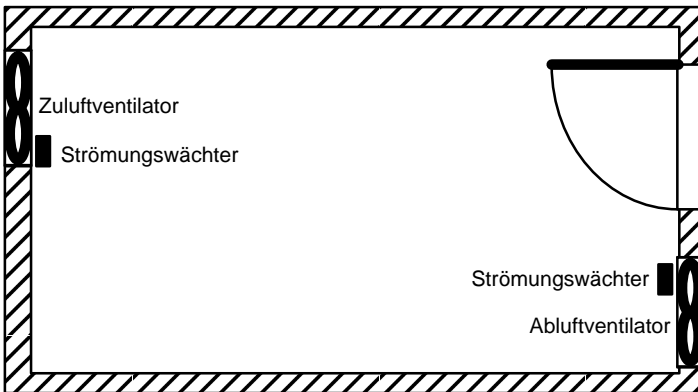 Zuluftventilator
Strömungswächter
Strömungswächter
Abluftventilator